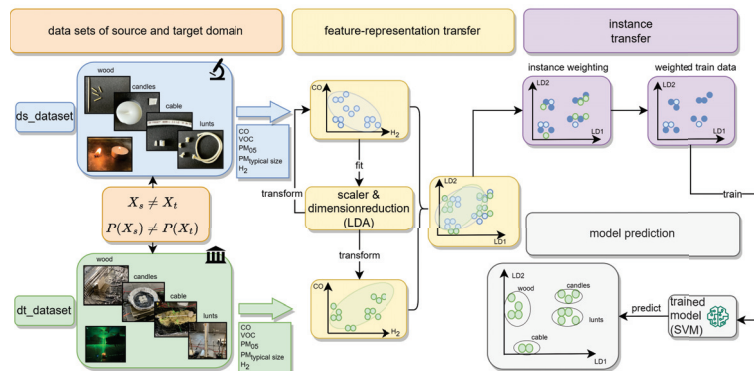 data sets of source and target domain
feature-representation transfer
instance
transfer
wood
candles
cable
lunts
ds_dataset
CO
VOC
PM05
PMtypical size
H2
CO
H2
fit
transform
scaler &
dimensionreduction
(LDA)
transform
CO
H2
LD2
LD1
instance weighting
LD2
LD1
weighted train data
LD2
LD1
train
Xs ≠ Xt
P(Xs) ≠ P(Xt)
wood
candles
cable
lunts
dt_dataset
CO
VOC
PM05
PMtypical size
H2
model prediction
LD2
wood
candles
lunts
cable
LD1
predict
trained
model
(SVM)